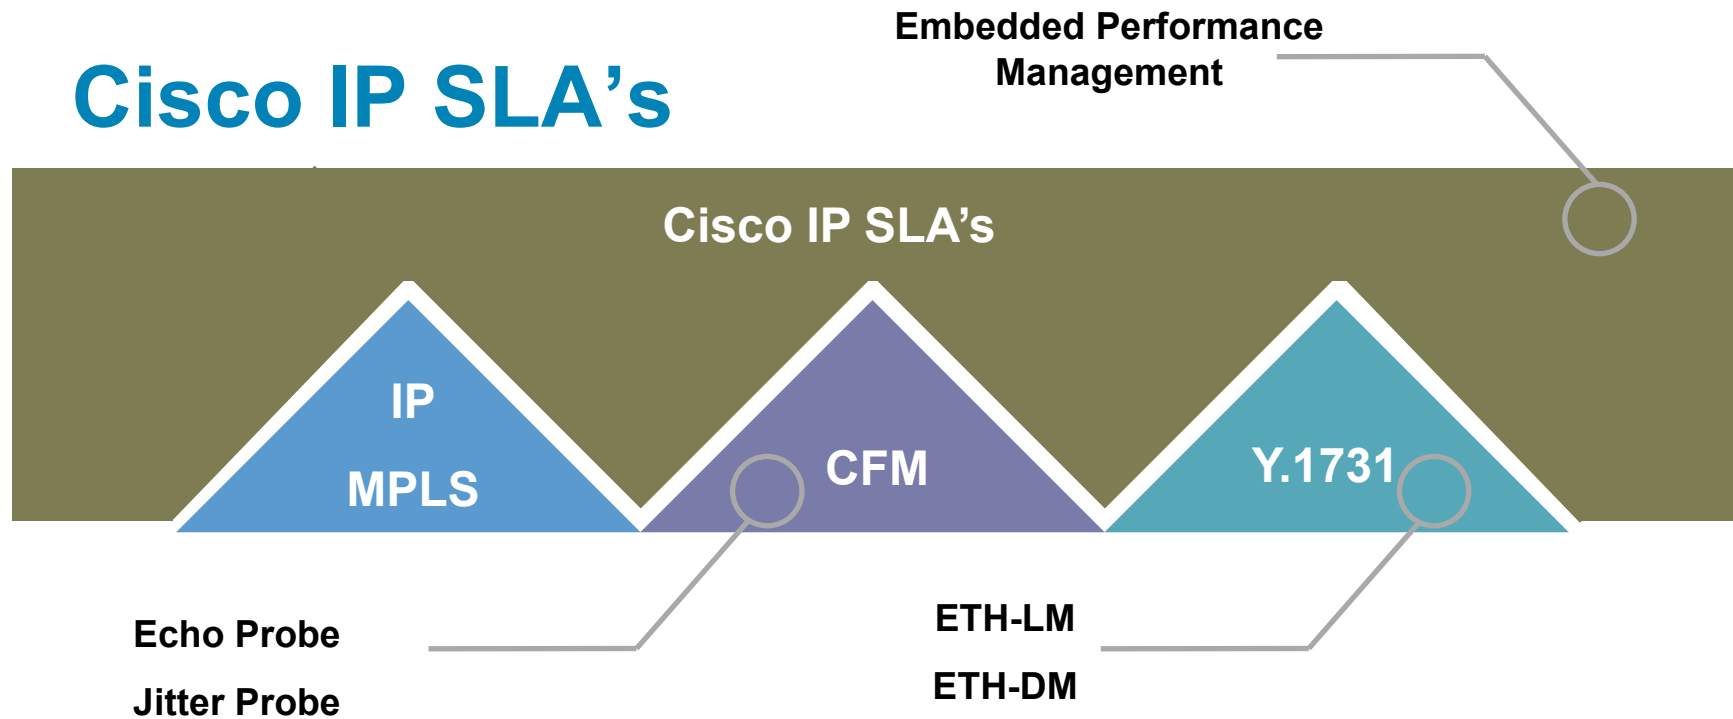 Embedded Performance
Management
Cisco IP SLA’s
Cisco IP SLA’s
IP
MPLS
CFM
Y.1731
Echo Probe
Jitter Probe
ETH-LM
ETH-DM